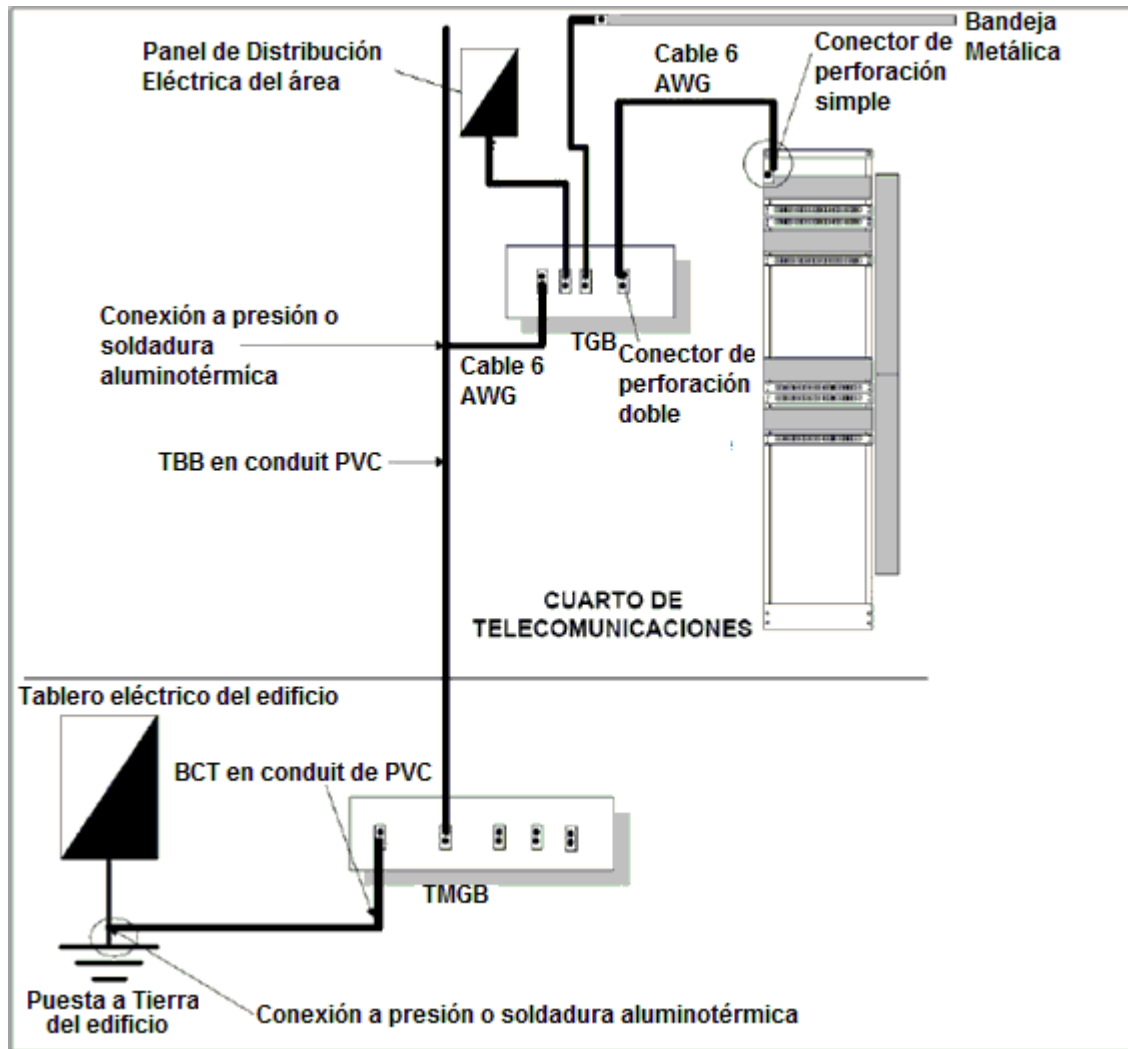 Panel de Distribución
Eléctrica del área
Cable 6
AWG
Conector de
perforación
simple
Bandeja
Metálica
Conexión a presión o
soldadura
aluminotérmica
Cable 6
AWG
TGB
Conector de
perforación
doble
TBB en conduit PVC
CUARTO DE
TELECOMUNICACIONES
Tablero eléctrico del edificio
BCT en conduit de PVC
TMGB
Puesta a Tierra
del edificio
Conexión a presión o soldadura aluminotérmica